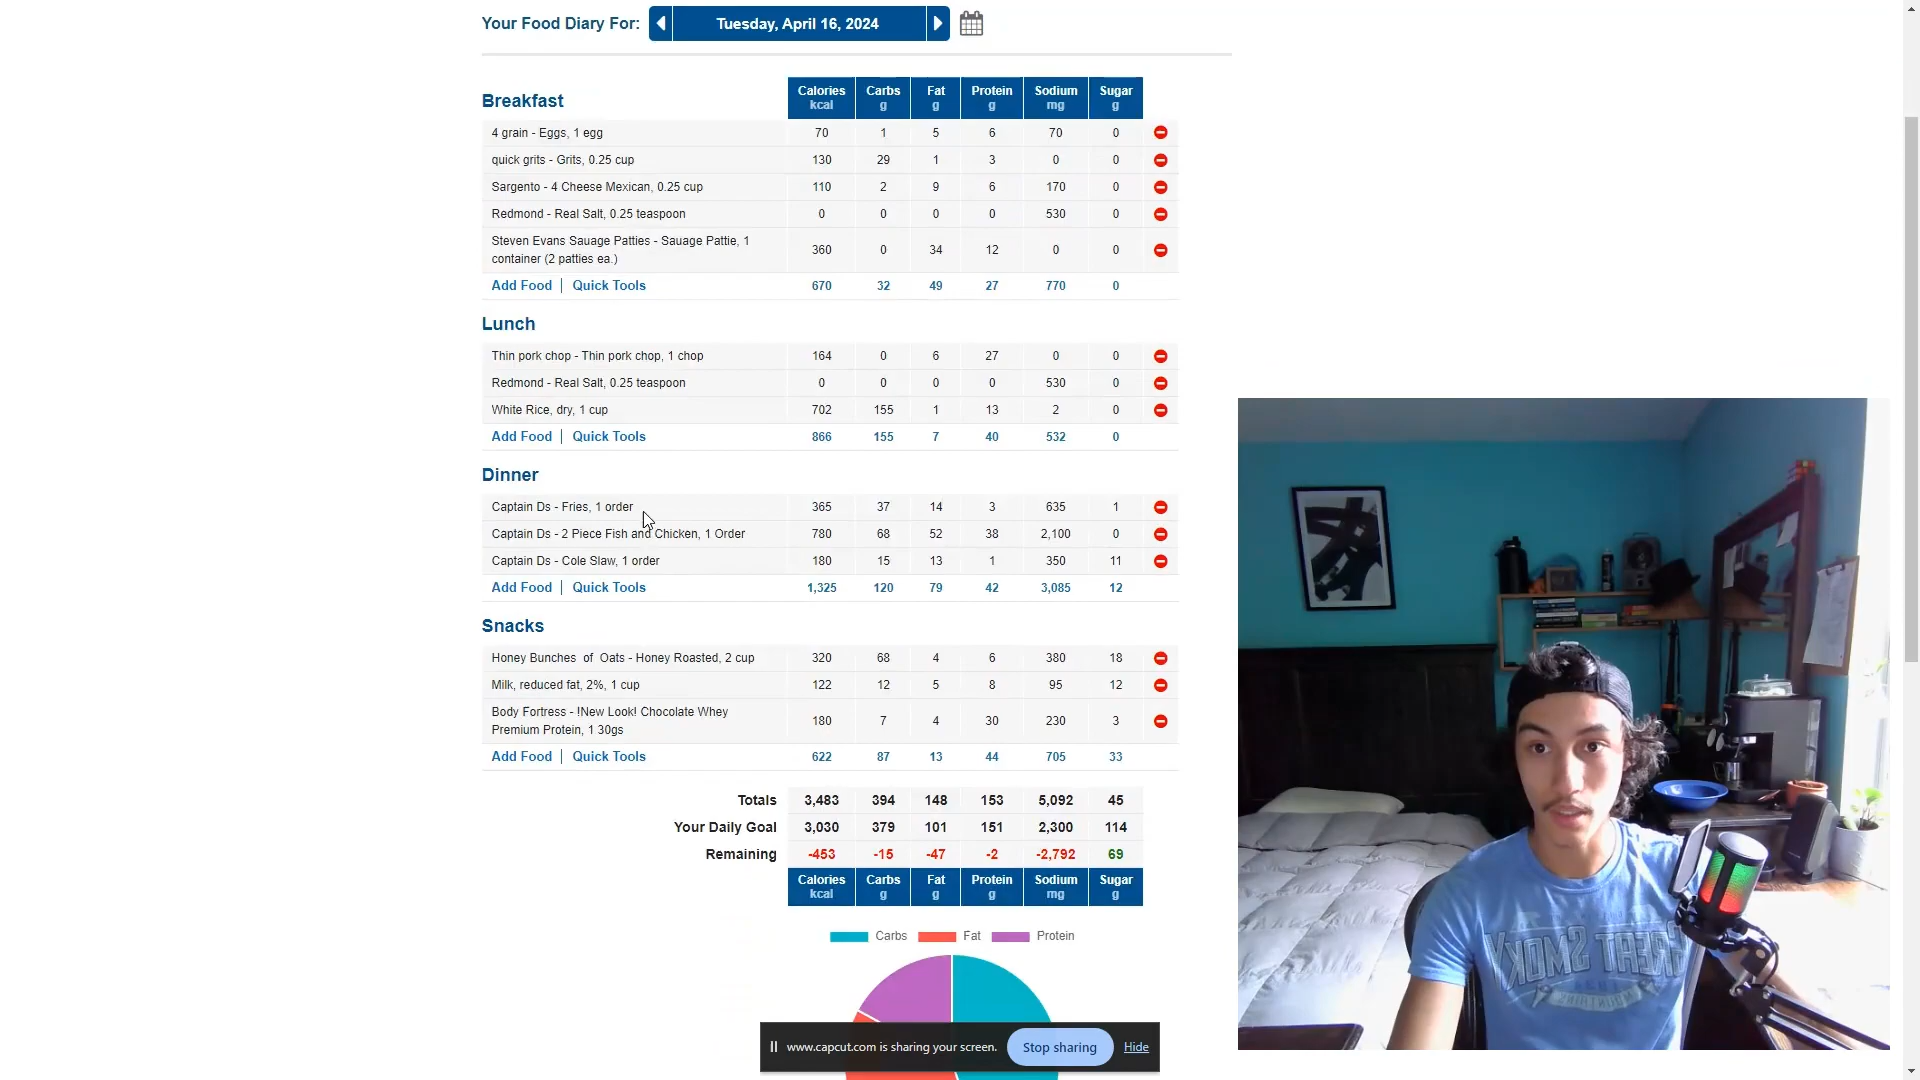 Your Food Diary For: Tuesday, April 16, 2024
Breakfast Calories kcal Carbs g Fat g Protein g Sodium mg Sugar g
4 grain - Eggs, 1 egg 70 1 5 6 70 0
quick grits - Grits, 0.25 cup 130 29 1 3 0 0
Sargento - 4 Cheese Mexican, 0.25 cup 110 2 9 6 170 0
Redmond - Real Salt, 0.25 teaspoon 0 0 0 0 530 0
Steven Evans Sauage Patties - Sauage Pattie, 1
container (2 patties ea.) 360 0 34 12 0 0
Add Food | Quick Tools 670 32 49 27 770 0
Lunch
Thin pork chop - Thin pork chop, 1 chop 164 0 6 27 0 0
Redmond - Real Salt, 0.25 teaspoon 0 0 0 0 530 0
White Rice, dry, 1 cup 702 155 1 13 2 0
Add Food | Quick Tools 866 155 7 40 532 0
Dinner
Captain Ds - Fries, 1 order 365 37 14 3 635 1
Captain Ds - 2 Piece Fish and Chicken, 1 Order 780 68 52 38 2,100 0
Captain Ds - Cole Slaw, 1 order 180 15 13 1 350 11
Add Food | Quick Tools 1,325 120 79 42 3,085 12
Snacks
Honey Bunches of Oats - Honey Roasted, 2 cup 320 68 4 6 380 18
Milk, reduced fat, 2%, 1 cup 122 12 5 8 95 12
Body Fortress - !New Look! Chocolate Whey
Premium Protein, 1 30gs 180 7 4 30 230 3
Add Food | Quick Tools 622 87 13 44 705 33
Totals 3,483 394 148 153 5,092 45
Your Daily Goal 3,030 379 101 151 2,300 114
Remaining -453 -15 -47 -2 -2,792 69
Calories kcal Carbs g Fat g Protein g Sodium mg Sugar g
Carbs Fat Protein
www.capcut.com is sharing your screen. Stop sharing Hide
GREAT SMOKY
MOUNTAINS